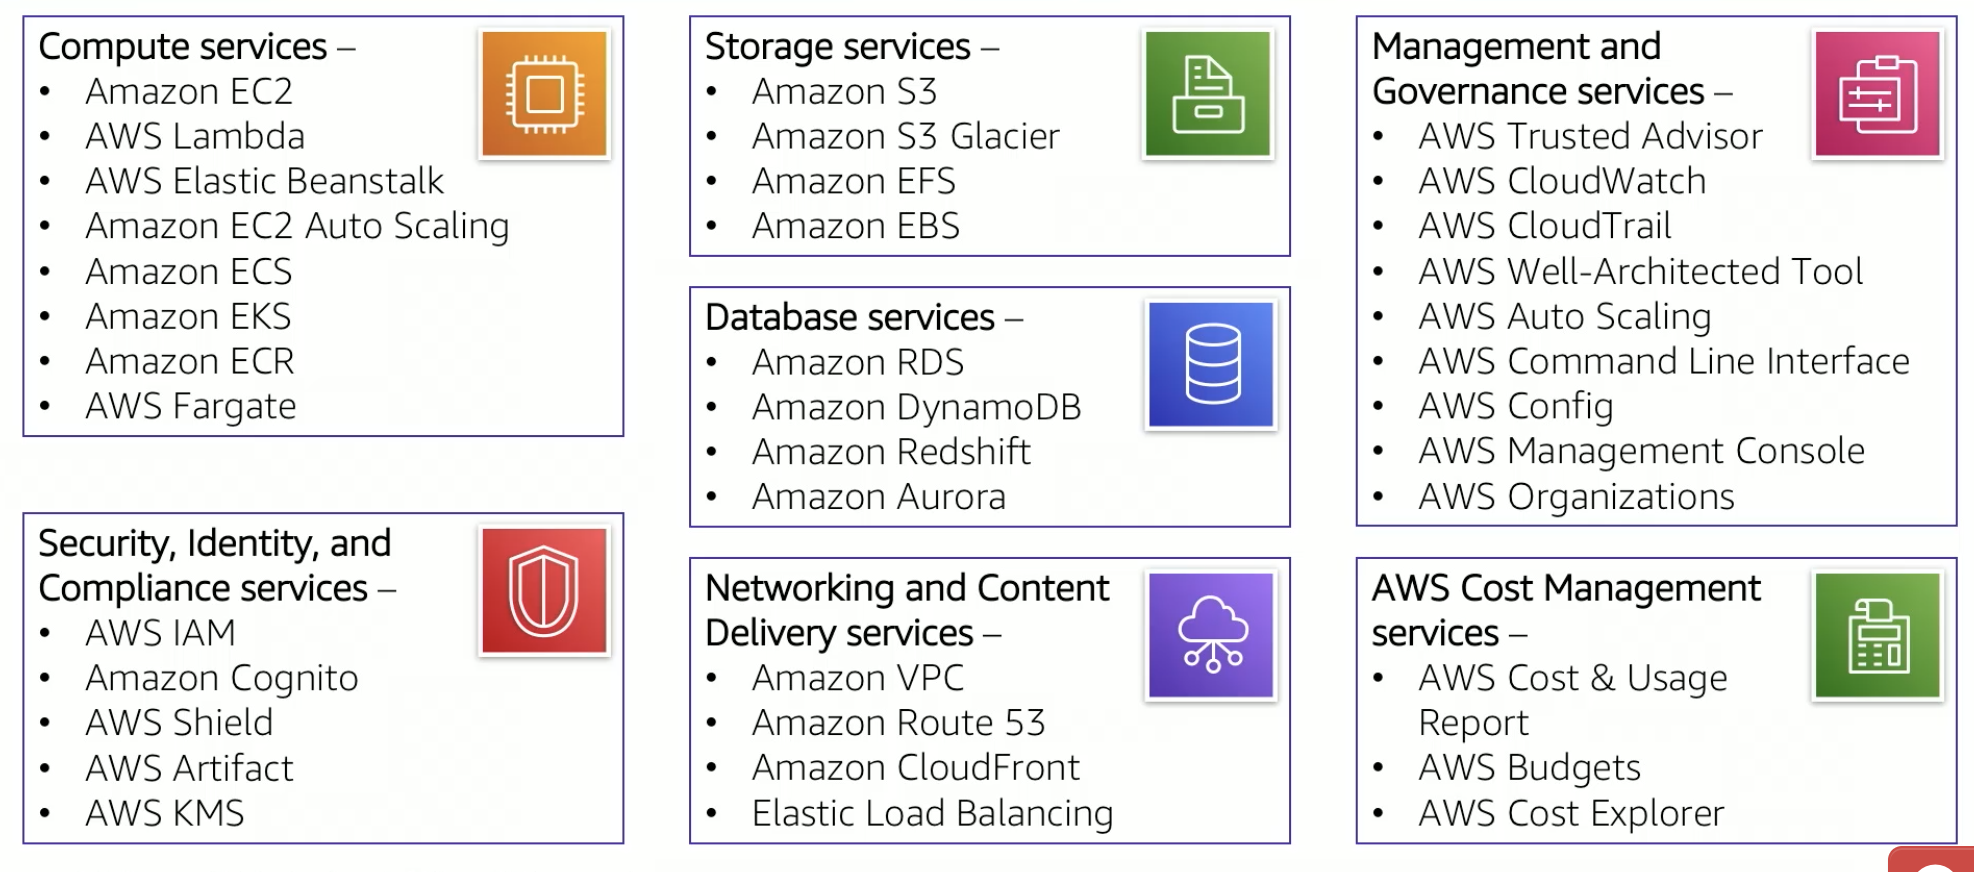 Compute services –
• Amazon EC2
• AWS Lambda
• AWS Elastic Beanstalk
• Amazon EC2 Auto Scaling
• Amazon ECS
• Amazon EKS
• Amazon ECR
• AWS Fargate
Security, Identity, and
Compliance services –
• AWS IAM
• Amazon Cognito
• AWS Shield
• AWS Artifact
• AWS KMS
Storage services –
• Amazon S3
• Amazon S3 Glacier
• Amazon EFS
• Amazon EBS
Database services –
• Amazon RDS
• Amazon DynamoDB
• Amazon Redshift
• Amazon Aurora
Networking and Content
Delivery services –
• Amazon VPC
• Amazon Route 53
• Amazon CloudFront
• Elastic Load Balancing
Management and
Governance services –
• AWS Trusted Advisor
• AWS CloudWatch
• AWS CloudTrail
• AWS Well-Architected Tool
• AWS Auto Scaling
• AWS Command Line Interface
• AWS Config
• AWS Management Console
• AWS Organizations
AWS Cost Management
services –
• AWS Cost & Usage
Report
• AWS Budgets
• AWS Cost Explorer